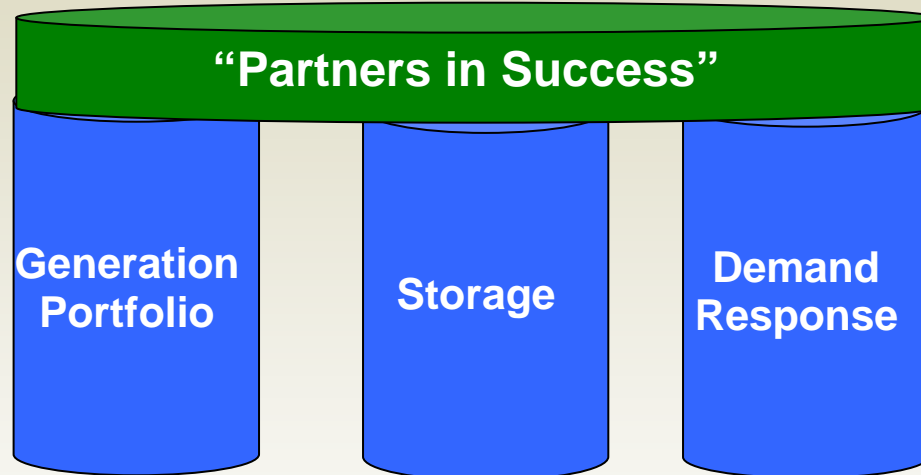 “Partners in Success”
Generation
Portfolio
Storage
Demand
Response